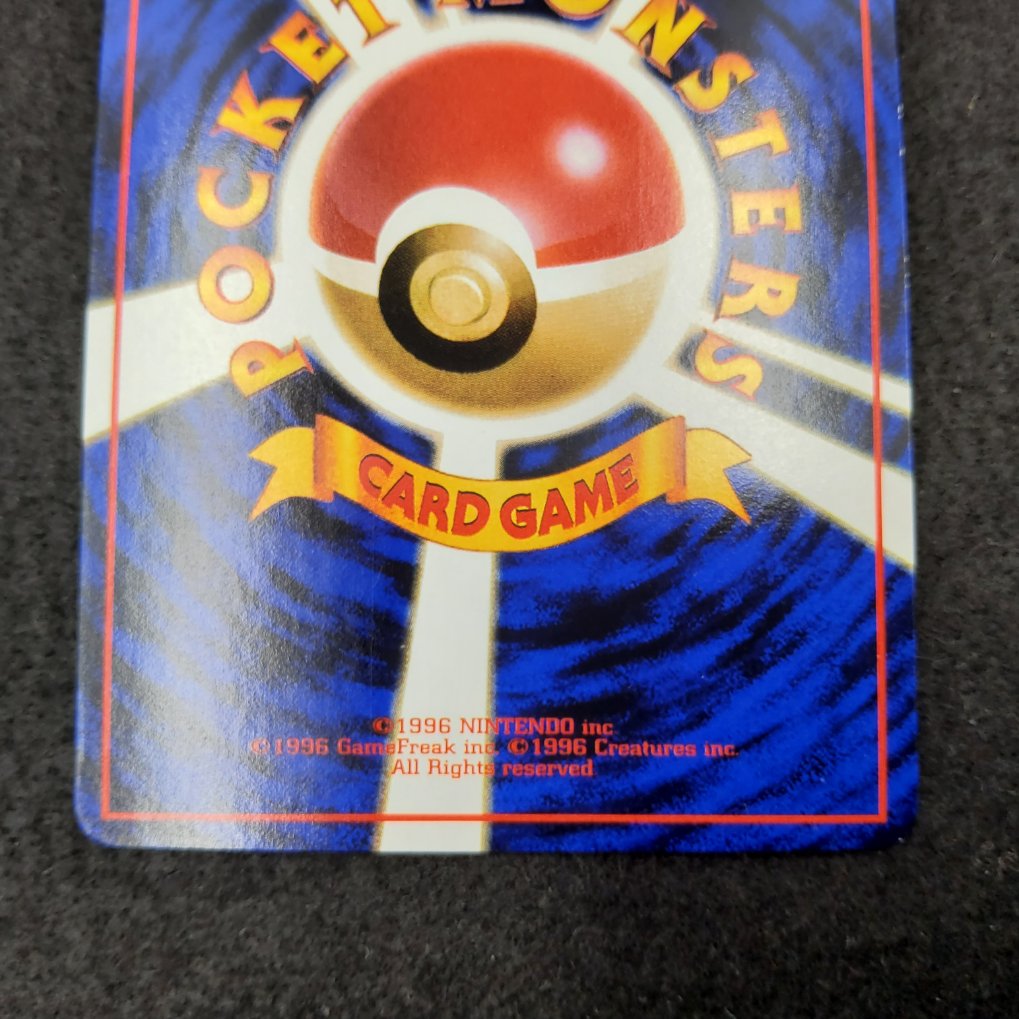 POCKET MONSTERS
CARD GAME
©1996 NINTENDO inc.
©1996 GameFreak inc. ©1996 Creatures inc.
All Rights reserved.